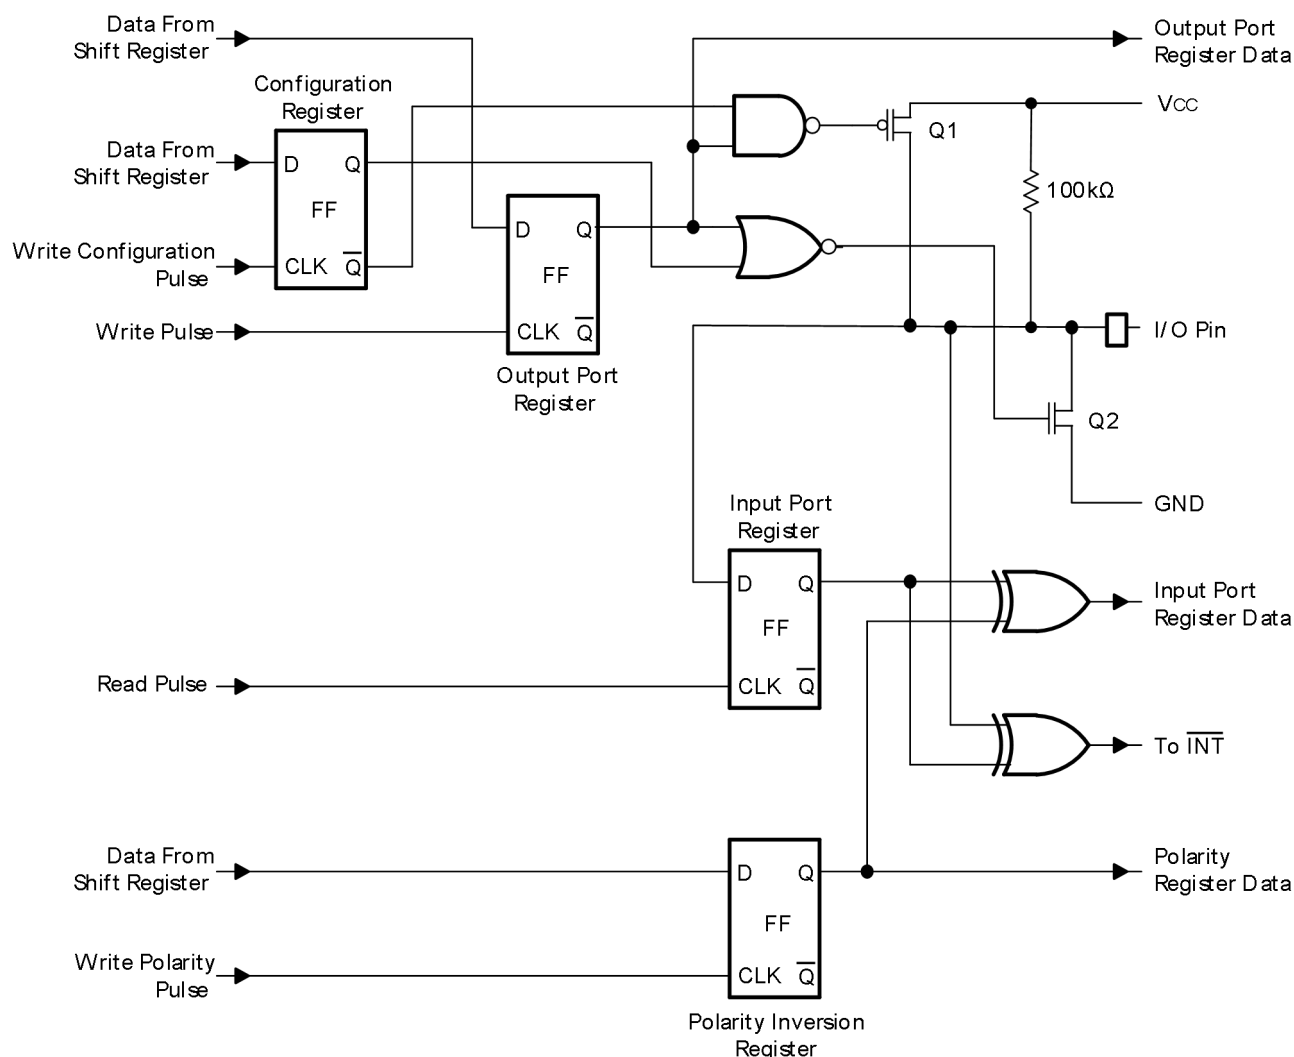 Data From
Shift Register
Output Port
Register Data
Configuration
Register
VCC
Q1
Data From
Shift Register
D
Q
FF
100kΩ
D
Q
Write Configuration
Pulse
CLK
Q̅
FF
Write Pulse
CLK
Q̅
I/O Pin
Output Port
Register
Q2
GND
Input Port
Register
D
Q
Input Port
Register Data
FF
Read Pulse
CLK
Q̅
To I̅N̅T̅
Data From
Shift Register
D
Q
Polarity
Register Data
FF
Write Polarity
Pulse
CLK
Q̅
Polarity Inversion
Register